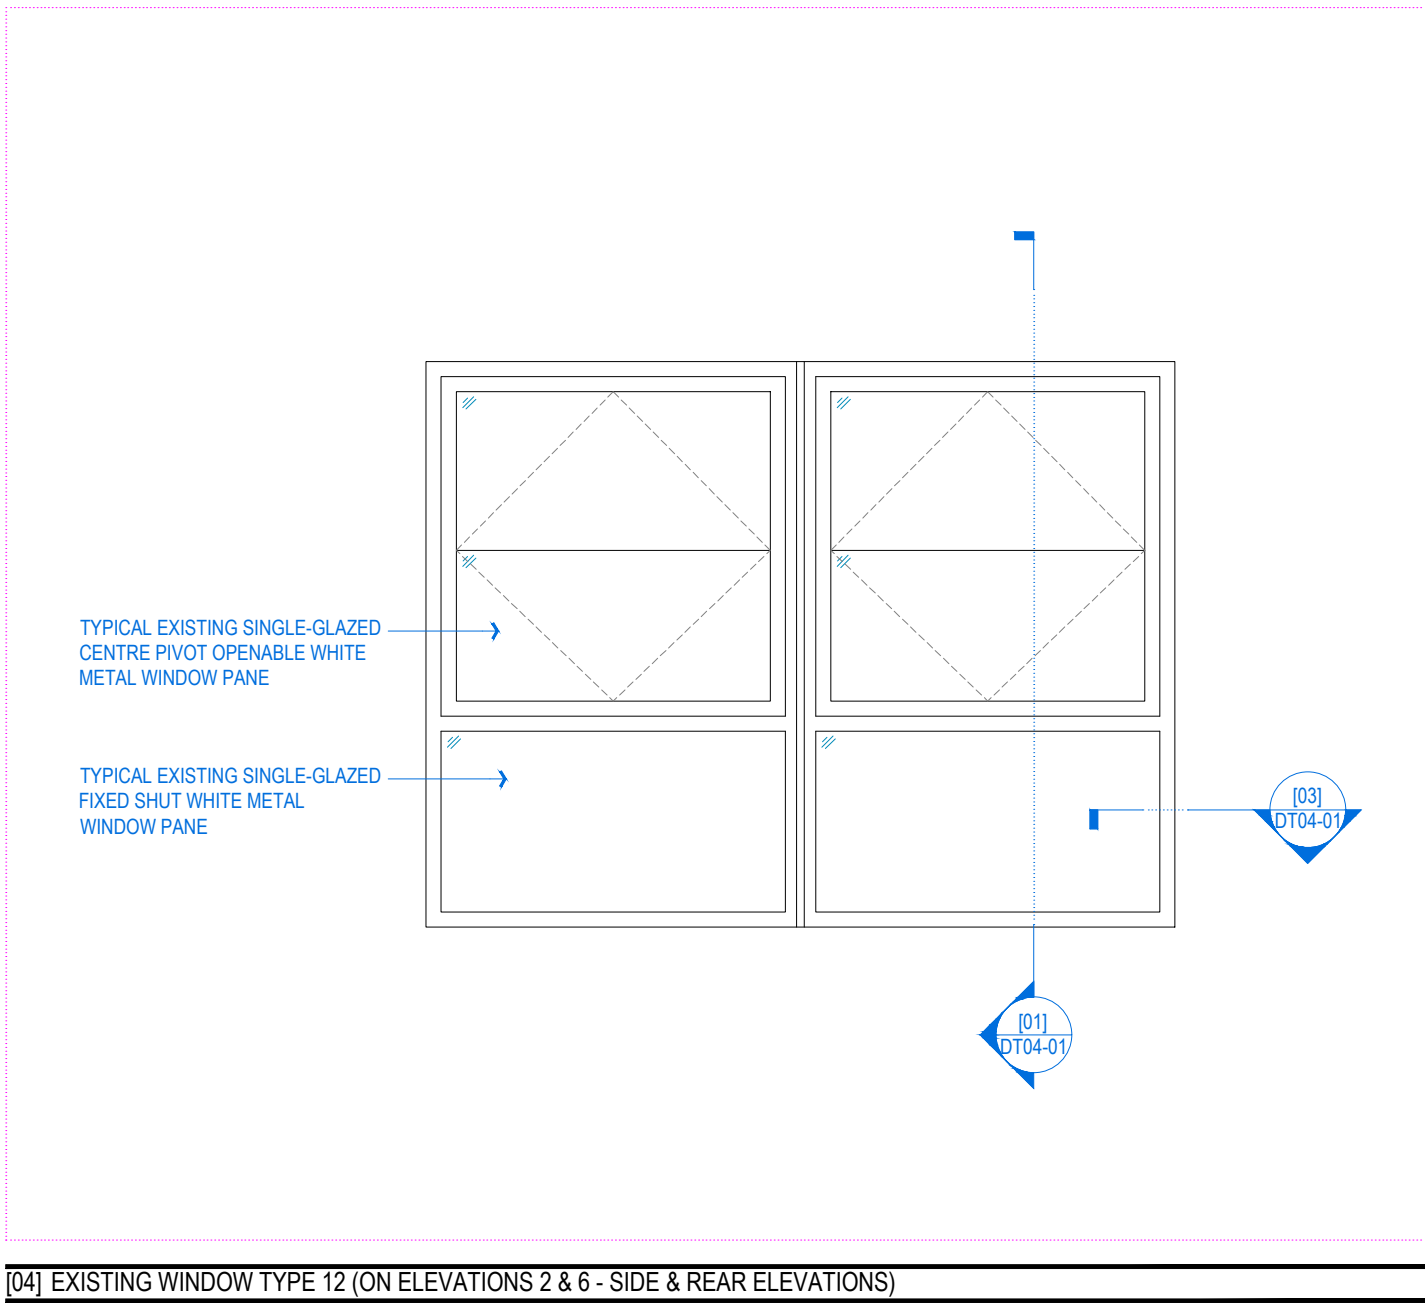 TYPICAL EXISTING SINGLE-GLAZED
CENTRE PIVOT OPENABLE WHITE
METAL WINDOW PANE
TYPICAL EXISTING SINGLE-GLAZED
FIXED SHUT WHITE METAL
WINDOW PANE
[03]
DT04-01
[01]
DT04-01
[04] EXISTING WINDOW TYPE 12 (ON ELEVATIONS 2 & 6 - SIDE & REAR ELEVATIONS)